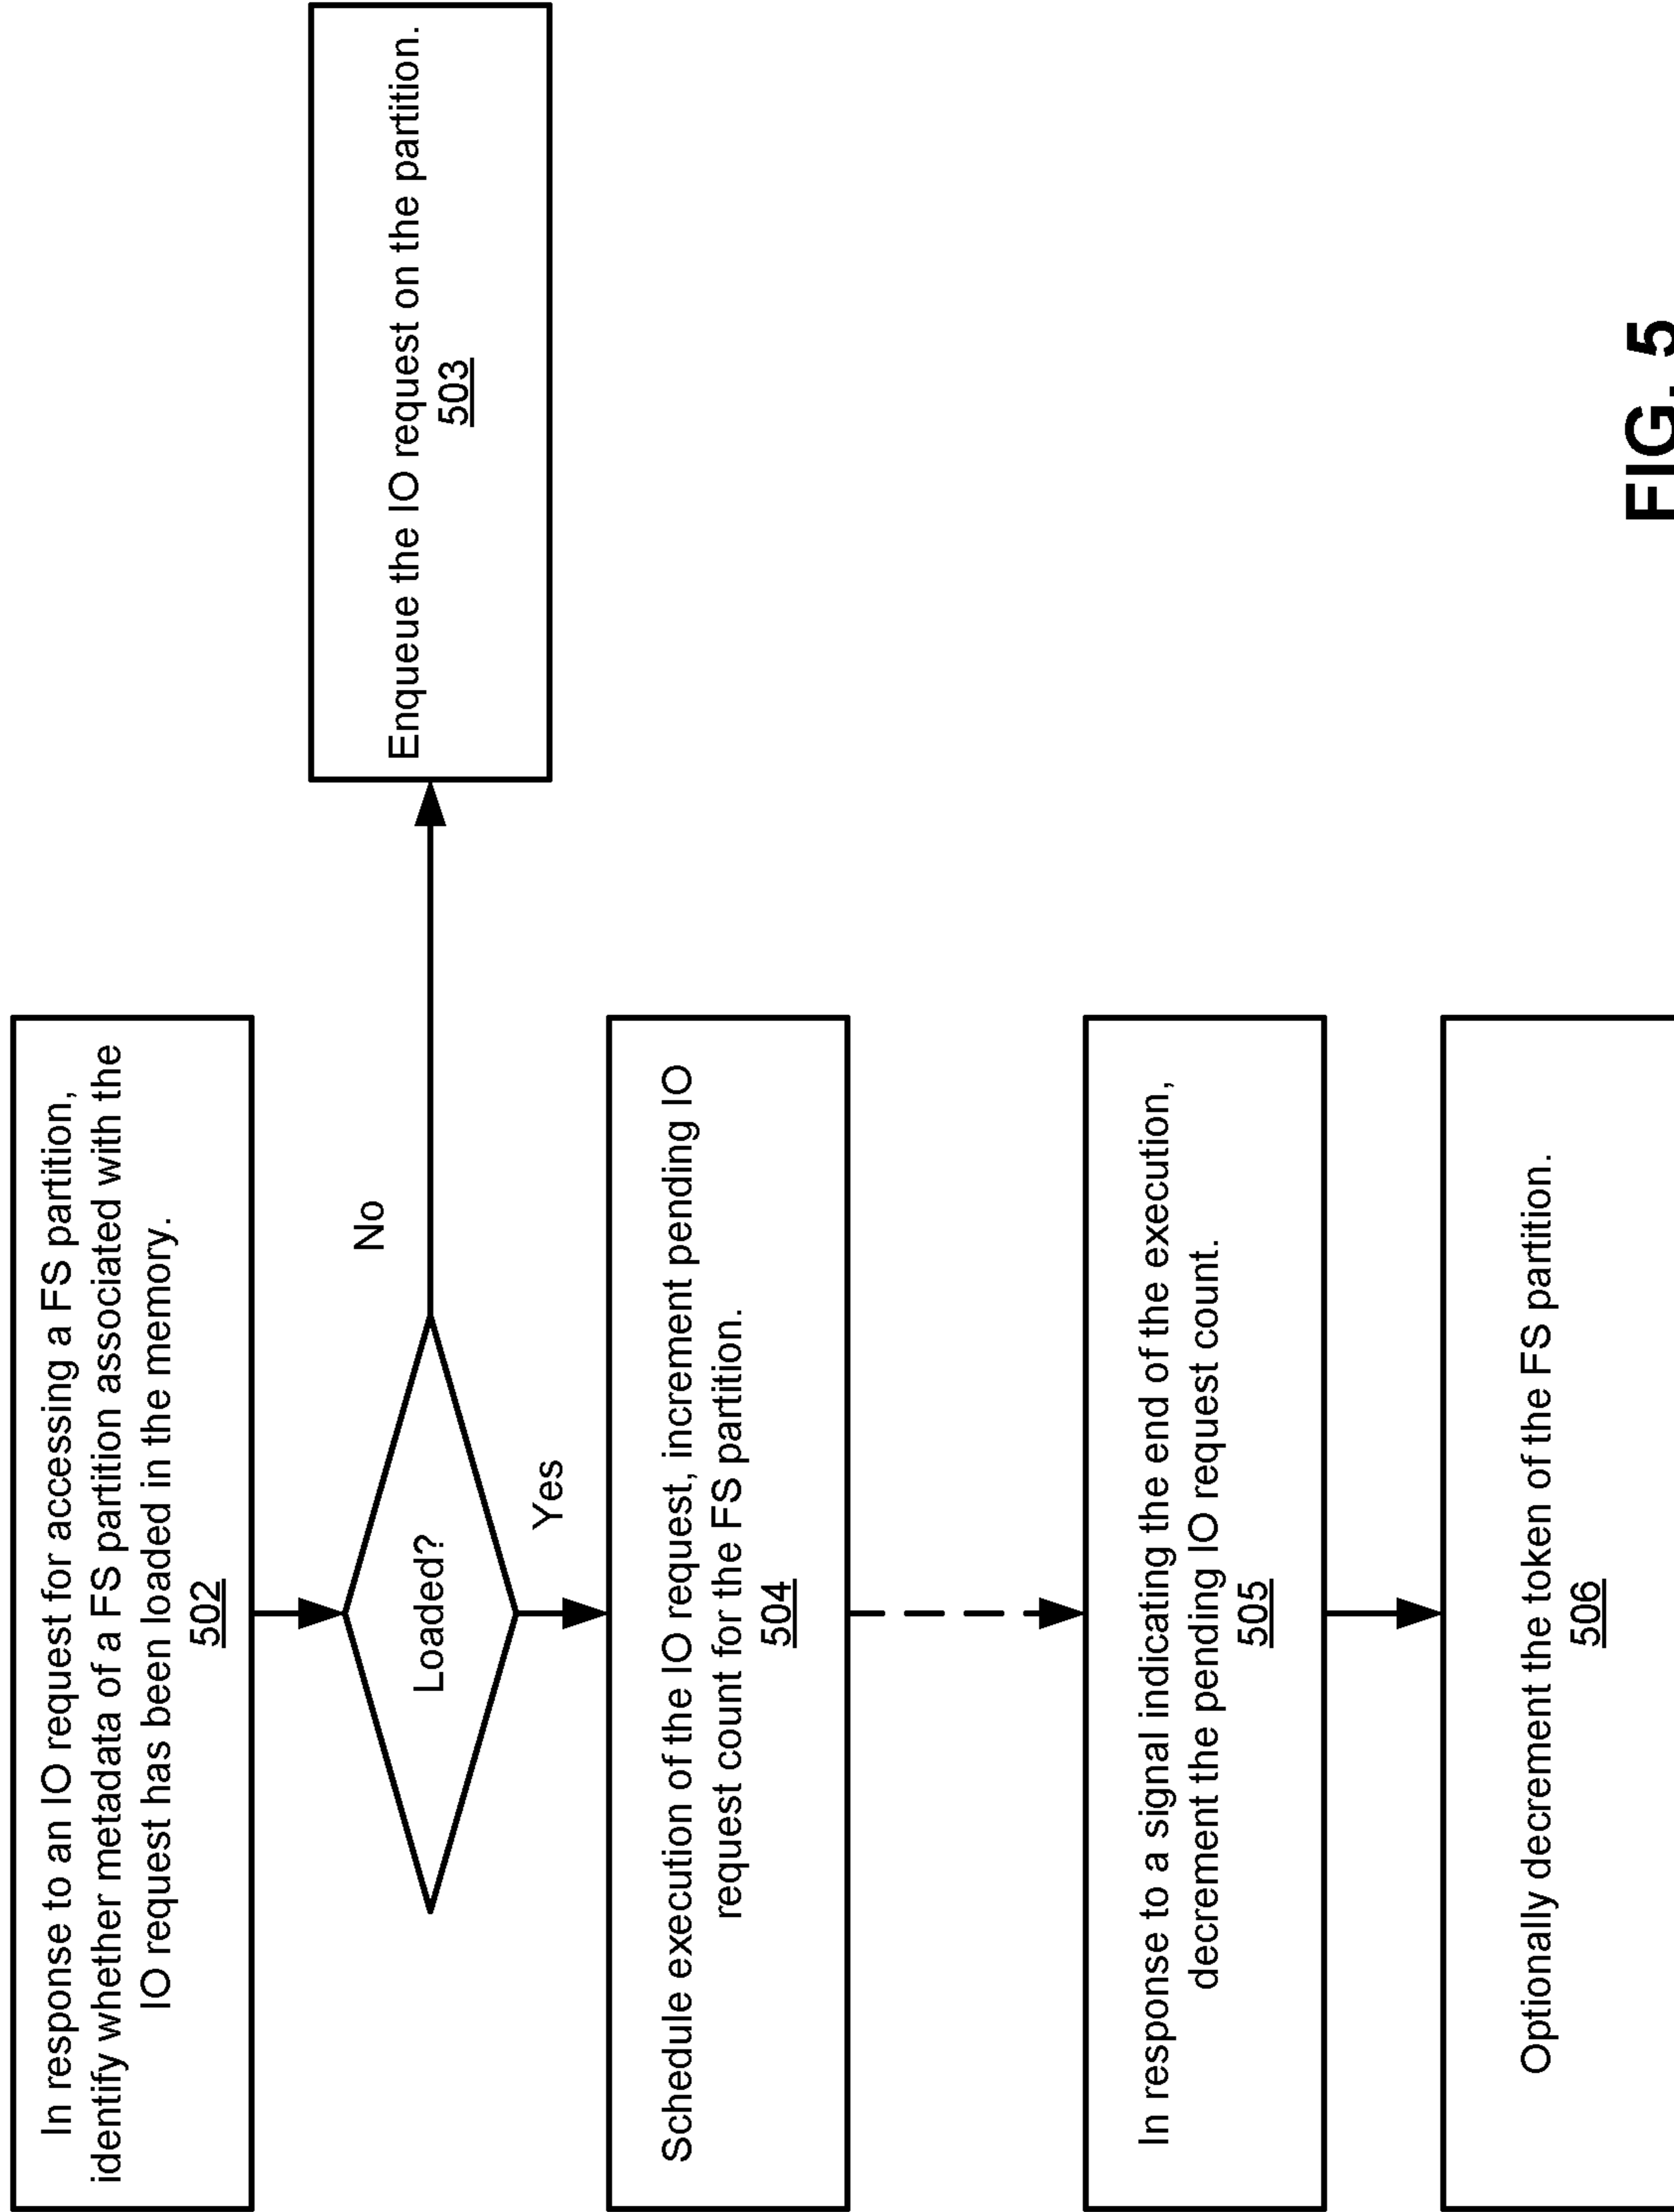 In response to an IO request for accessing a FS partition,
identify whether metadata of a FS partition associated with the
IO request has been loaded in the memory.
502
Loaded?
No
Enqueue the IO request on the partition.
503
Yes
Schedule execution of the IO request, increment pending IO
request count for the FS partition.
504
In response to a signal indicating the end of the execution,
decrement the pending IO request count.
505
Optionally decrement the token of the FS partition.
506
FIG. 5